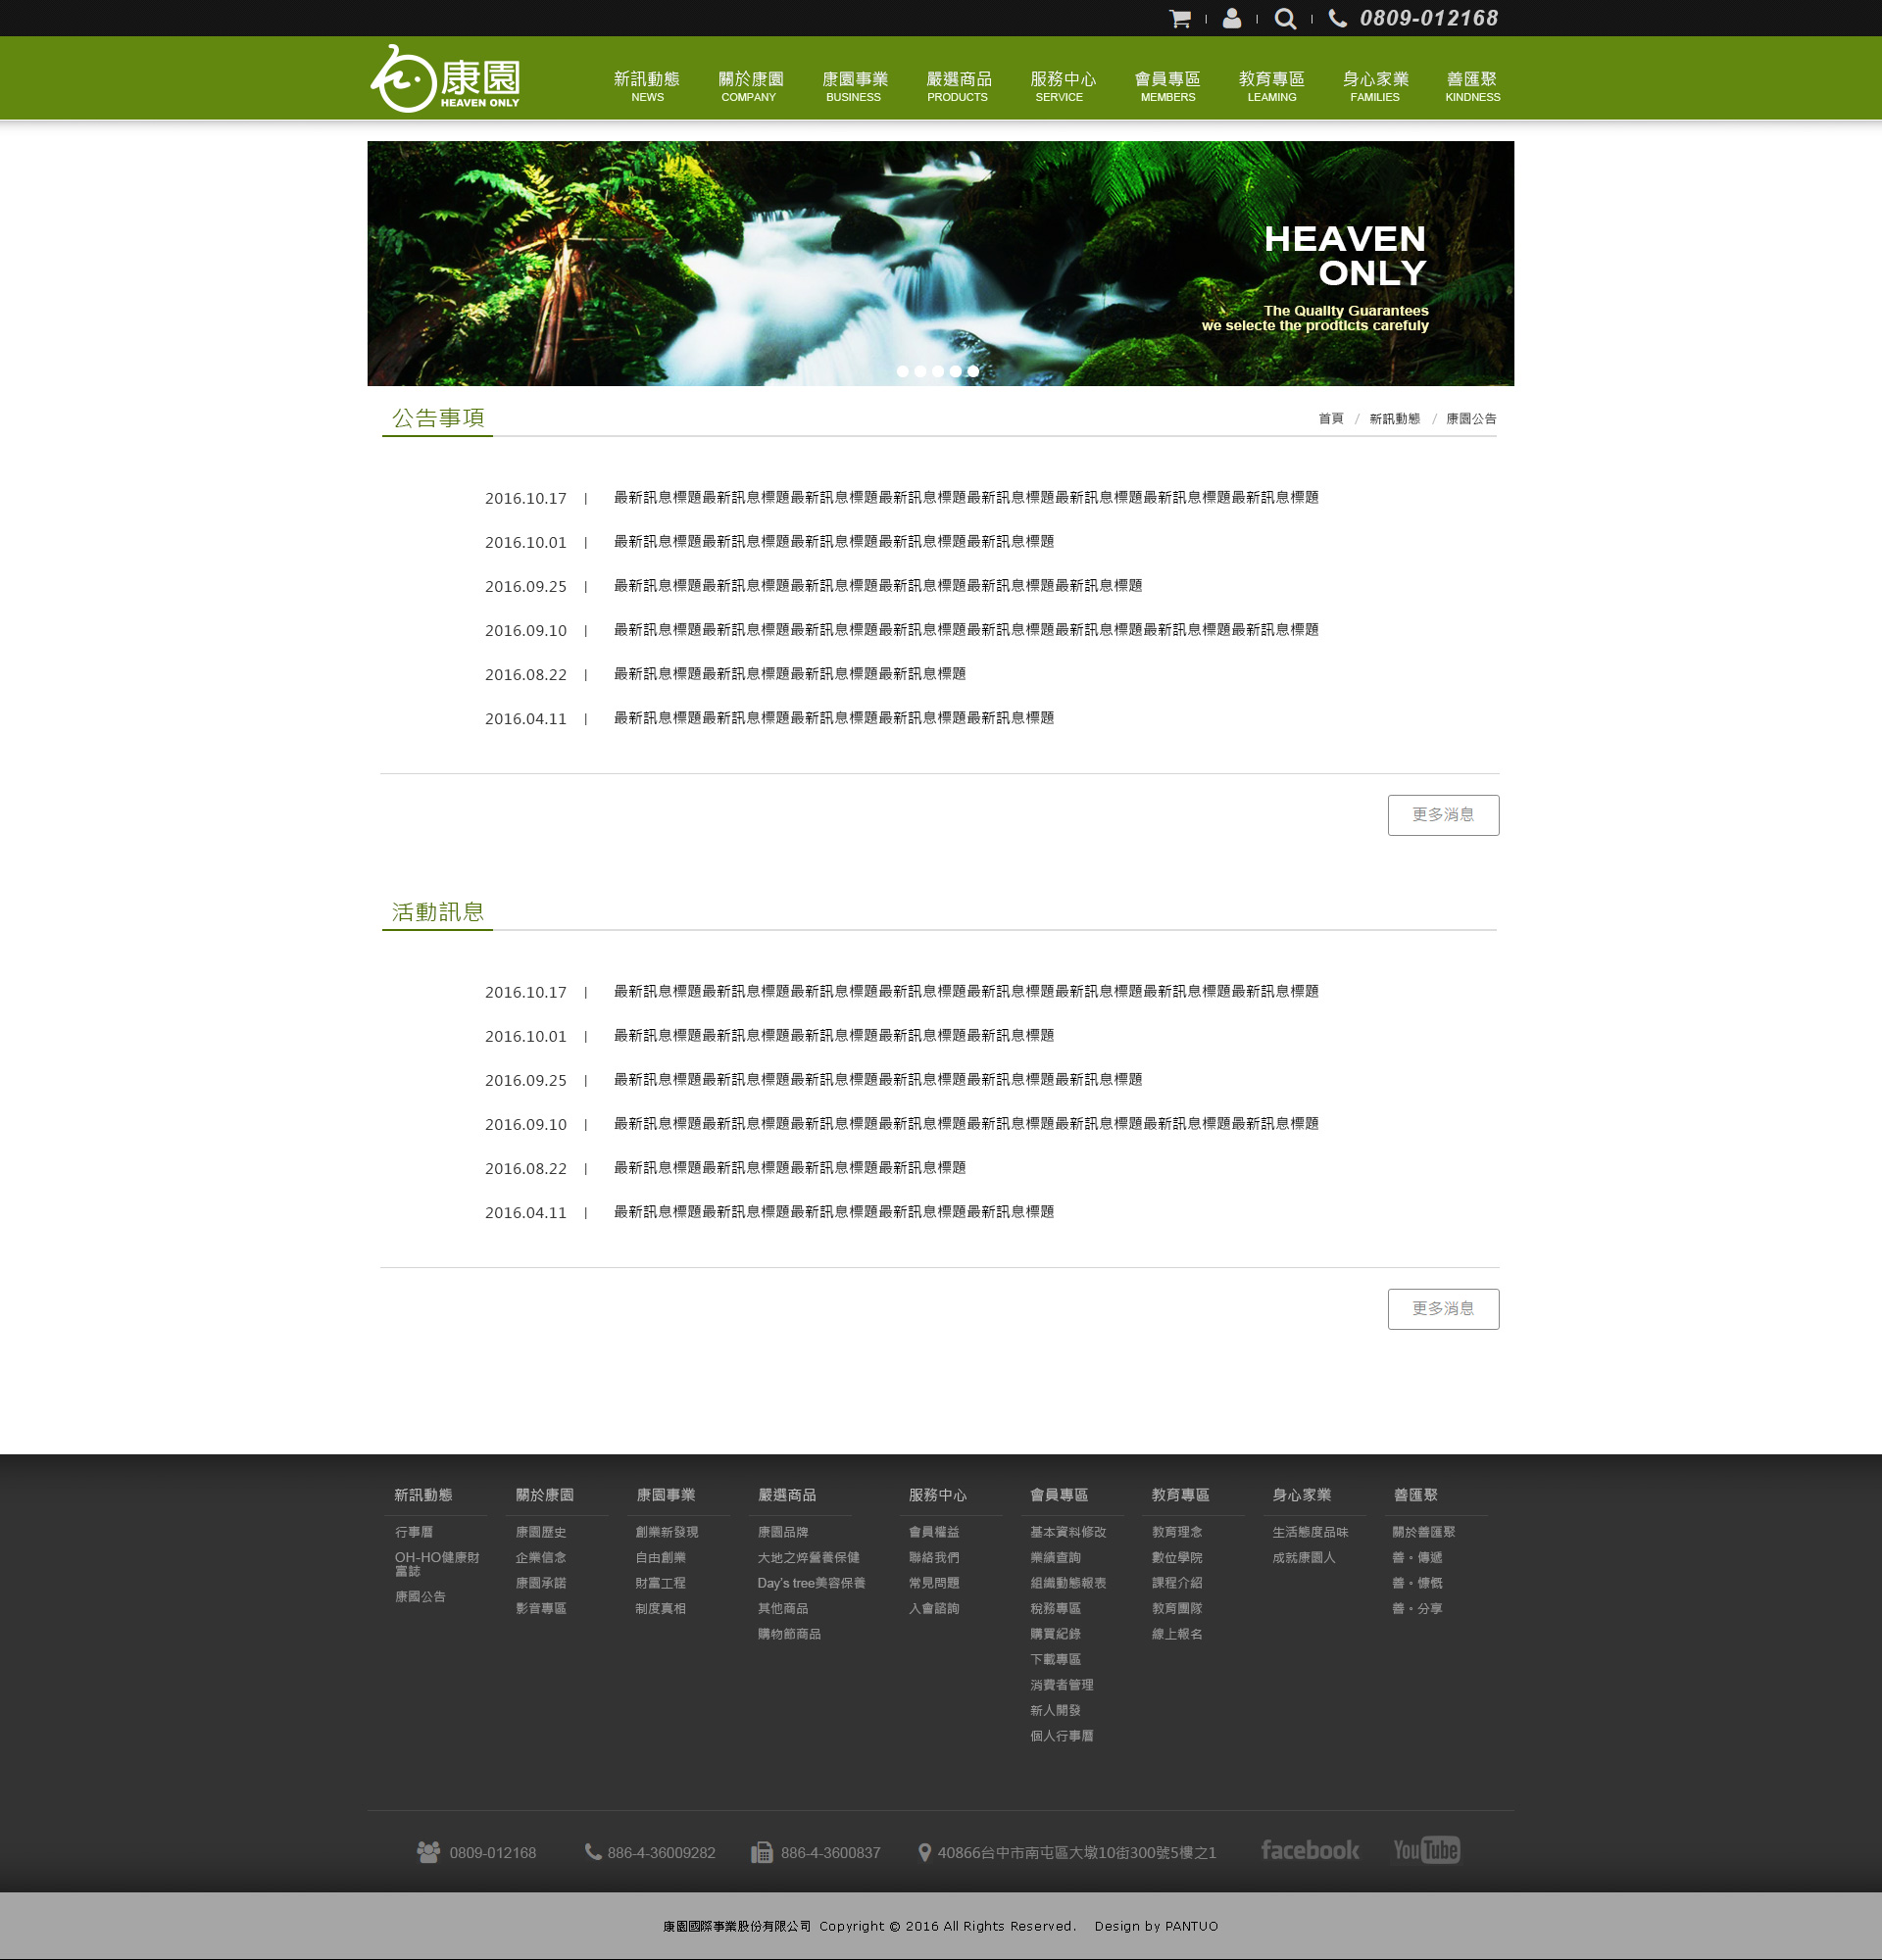 0809-012168
康園
HEAVEN ONLY
新訊動態 關於康園 康園事業 嚴選商品 服務中心 會員專區 教育專區 身心家業 善匯聚
NEWS COMPANY BUSINESS PRODUCTS SERVICE MEMBERS LEAMING FAMILIES KINDNESS
HEAVEN
ONLY
The Quality Guarantees
we selecte the prodticts carefuly
公告事項
首頁 / 新訊動態 / 康園公告
2016.10.17 | 最新訊息標題最新訊息標題最新訊息標題最新訊息標題最新訊息標題最新訊息標題最新訊息標題最新訊息標題
2016.10.01 | 最新訊息標題最新訊息標題最新訊息標題最新訊息標題最新訊息標題
2016.09.25 | 最新訊息標題最新訊息標題最新訊息標題最新訊息標題最新訊息標題最新訊息標題
2016.09.10 | 最新訊息標題最新訊息標題最新訊息標題最新訊息標題最新訊息標題最新訊息標題最新訊息標題最新訊息標題
2016.08.22 | 最新訊息標題最新訊息標題最新訊息標題最新訊息標題
2016.04.11 | 最新訊息標題最新訊息標題最新訊息標題最新訊息標題最新訊息標題
更多消息
活動訊息
2016.10.17 | 最新訊息標題最新訊息標題最新訊息標題最新訊息標題最新訊息標題最新訊息標題最新訊息標題最新訊息標題
2016.10.01 | 最新訊息標題最新訊息標題最新訊息標題最新訊息標題最新訊息標題
2016.09.25 | 最新訊息標題最新訊息標題最新訊息標題最新訊息標題最新訊息標題最新訊息標題
2016.09.10 | 最新訊息標題最新訊息標題最新訊息標題最新訊息標題最新訊息標題最新訊息標題最新訊息標題最新訊息標題
2016.08.22 | 最新訊息標題最新訊息標題最新訊息標題最新訊息標題
2016.04.11 | 最新訊息標題最新訊息標題最新訊息標題最新訊息標題最新訊息標題
更多消息
新訊動態
行事曆
OH-HO健康財
富誌
康國公告
關於康園
康園歷史
企業信念
康園承諾
影音專區
康園事業
創業新發現
自由創業
財富工程
制度真相
嚴選商品
康園品牌
大地之焠營養保健
Day's tree美容保養
其他商品
購物節商品
服務中心
會員權益
聯絡我們
常見問題
入會諮詢
會員專區
基本資料修改
業績查詢
組織動態報表
稅務專區
購買紀錄
下載專區
消費者管理
新人開發
個人行事曆
教育專區
教育理念
數位學院
課程介紹
教育團隊
線上報名
身心家業
生活態度品味
成就康園人
善匯聚
關於善匯聚
善。傳遞
善。慷慨
善。分享
0809-012168 886-4-36009282 886-4-3600837 40866台中市南屯區大墩10街300號5樓之1 facebook YouTube
康園國際事業股份有限公司 Copyright © 2016 All Rights Reserved. Design by PANTUO